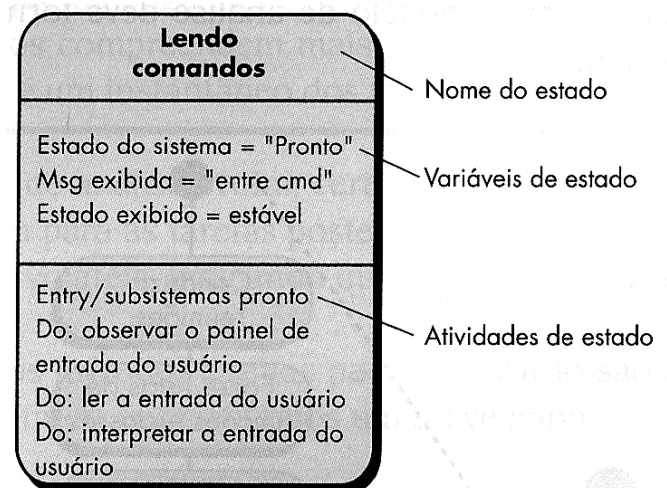 Lendo
comandos
Nome do estado
Estado do sistema = "Pronto"
Msg exibida = "entre cmd"
Estado exibido = estável
Variáveis de estado
Entry/subsistemas pronto
Do: observar o painel de
entrada do usuário
Do: ler a entrada do usuário
Do: interpretar a entrada do
usuário
Atividades de estado